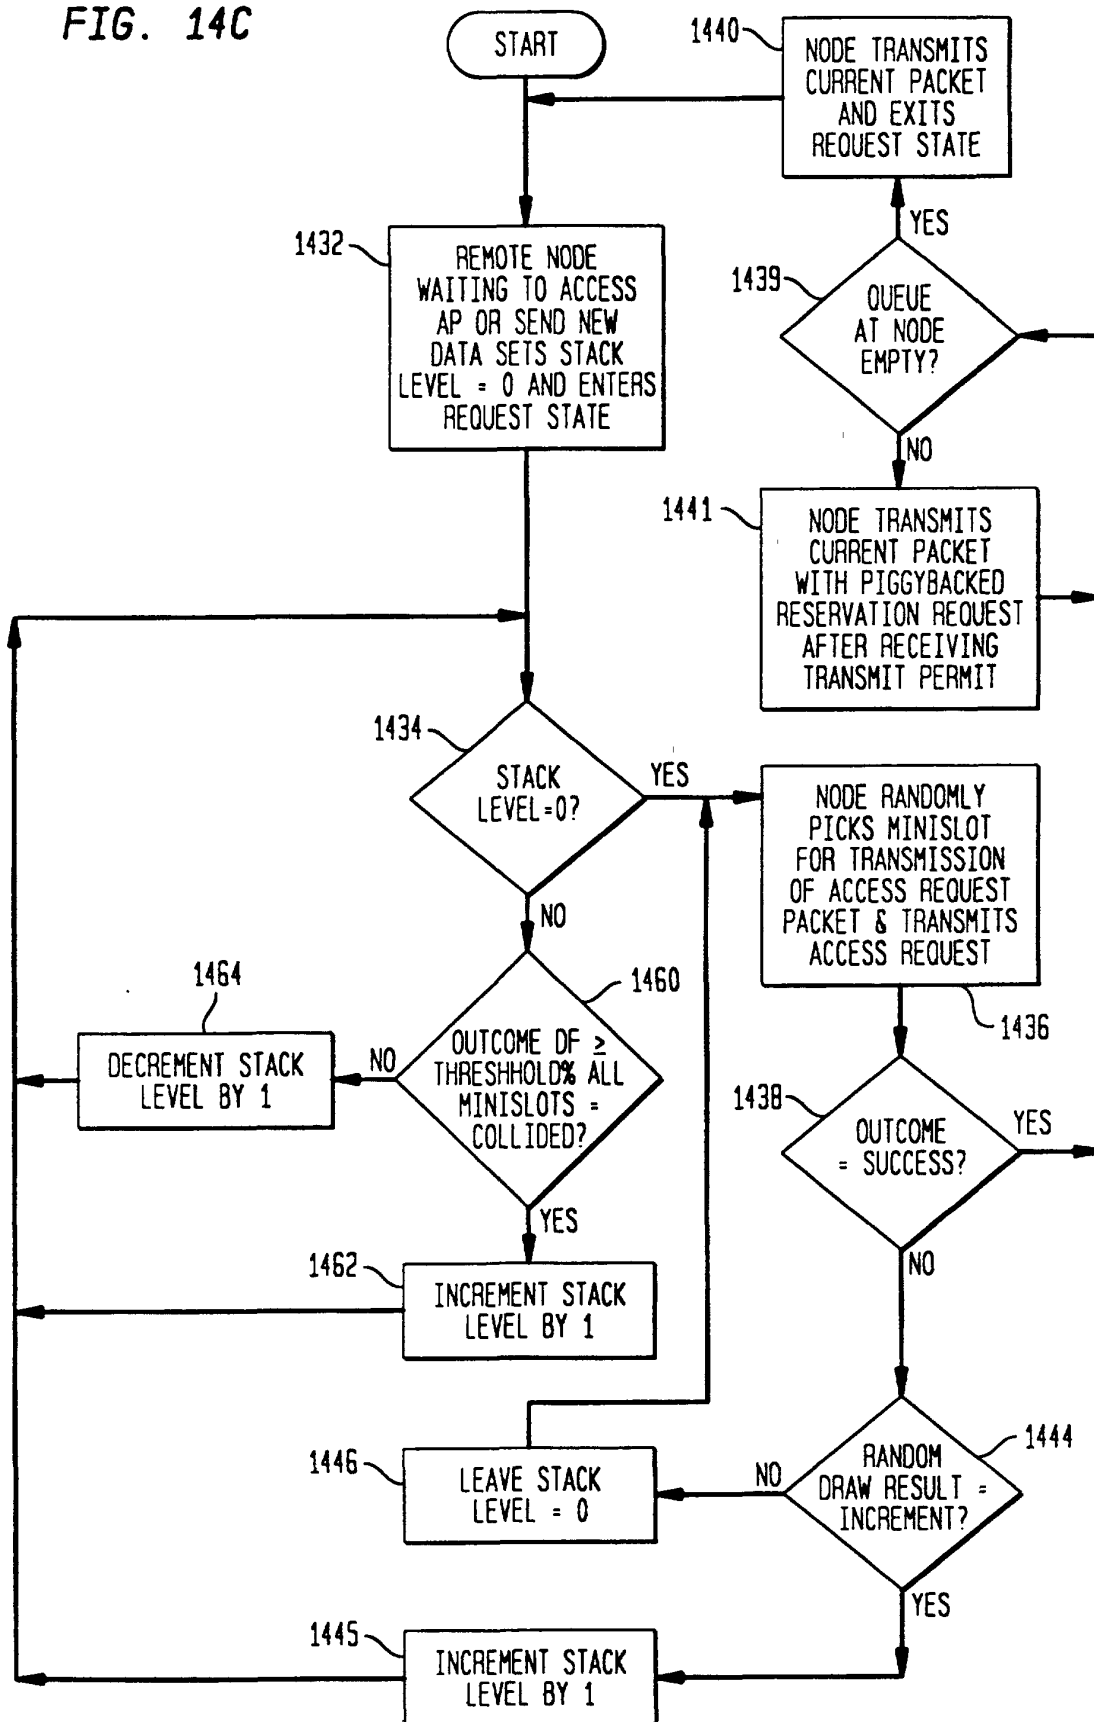 FIG. 14C
START
1440
NODE TRANSMITS
CURRENT PACKET
AND EXITS
REQUEST STATE
YES
1432
REMOTE NODE
WAITING TO ACCESS
AP OR SEND NEW
DATA SETS STACK
LEVEL = 0 AND ENTERS
REQUEST STATE
1439
QUEUE
AT NODE
EMPTY?
NO
1441
NODE TRANSMITS
CURRENT PACKET
WITH PIGGYBACKED
RESERVATION REQUEST
AFTER RECEIVING
TRANSMIT PERMIT
1434
STACK
LEVEL=0?
YES
NO
NODE RANDOMLY
PICKS MINISLOT
FOR TRANSMISSION
OF ACCESS REQUEST
PACKET & TRANSMITS
ACCESS REQUEST
1436
1464
DECREMENT STACK
LEVEL BY 1
NO
1460
OUTCOME OF ≥
THRESHHOLD% ALL
MINISLOTS =
COLLIDED?
YES
1438
OUTCOME
= SUCCESS?
YES
NO
1462
INCREMENT STACK
LEVEL BY 1
1446
LEAVE STACK
LEVEL = 0
NO
1444
RANDOM
DRAW RESULT =
INCREMENT?
YES
1445
INCREMENT STACK
LEVEL BY 1